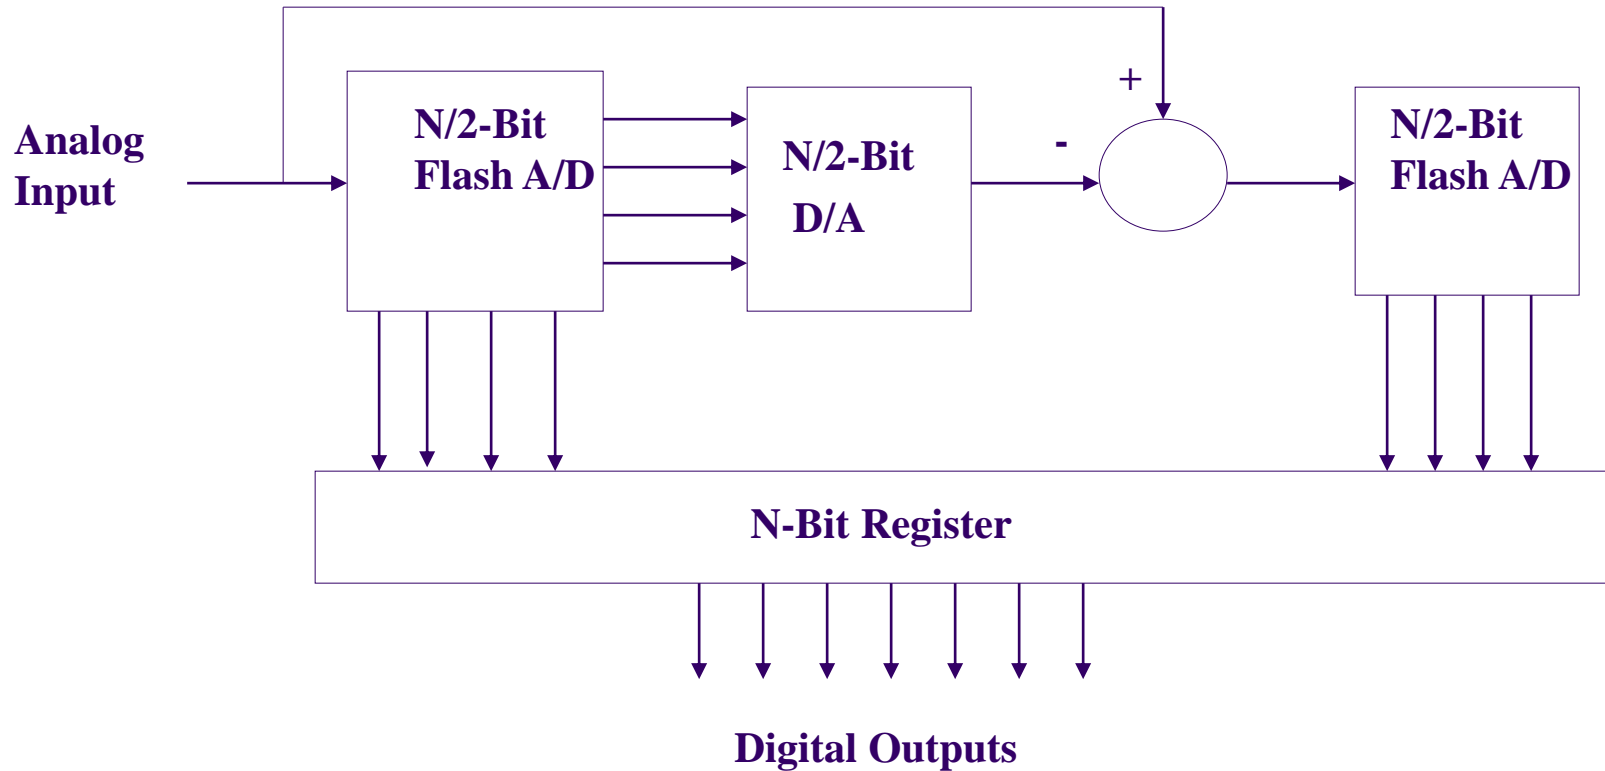 Analog
Input
N/2-Bit
Flash A/D
N/2-Bit
D/A
+
-
N/2-Bit
Flash A/D
N-Bit Register
Digital Outputs